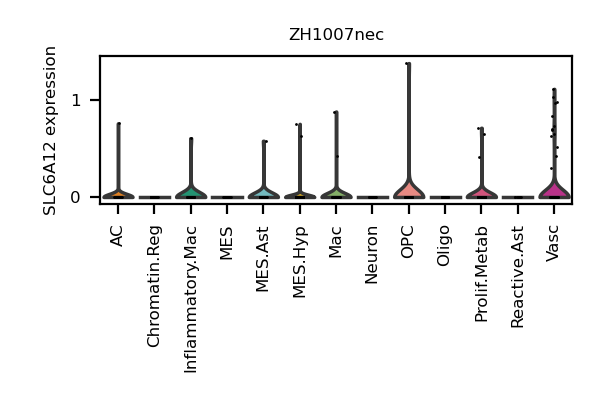 ZH1007nec
SLC6A12 expression
1
0
AC
Chromatin.Reg
Inflammatory.Mac
MES
MES.Ast
MES.Hyp
Mac
Neuron
OPC
Oligo
Prolif.Metab
Reactive.Ast
Vasc